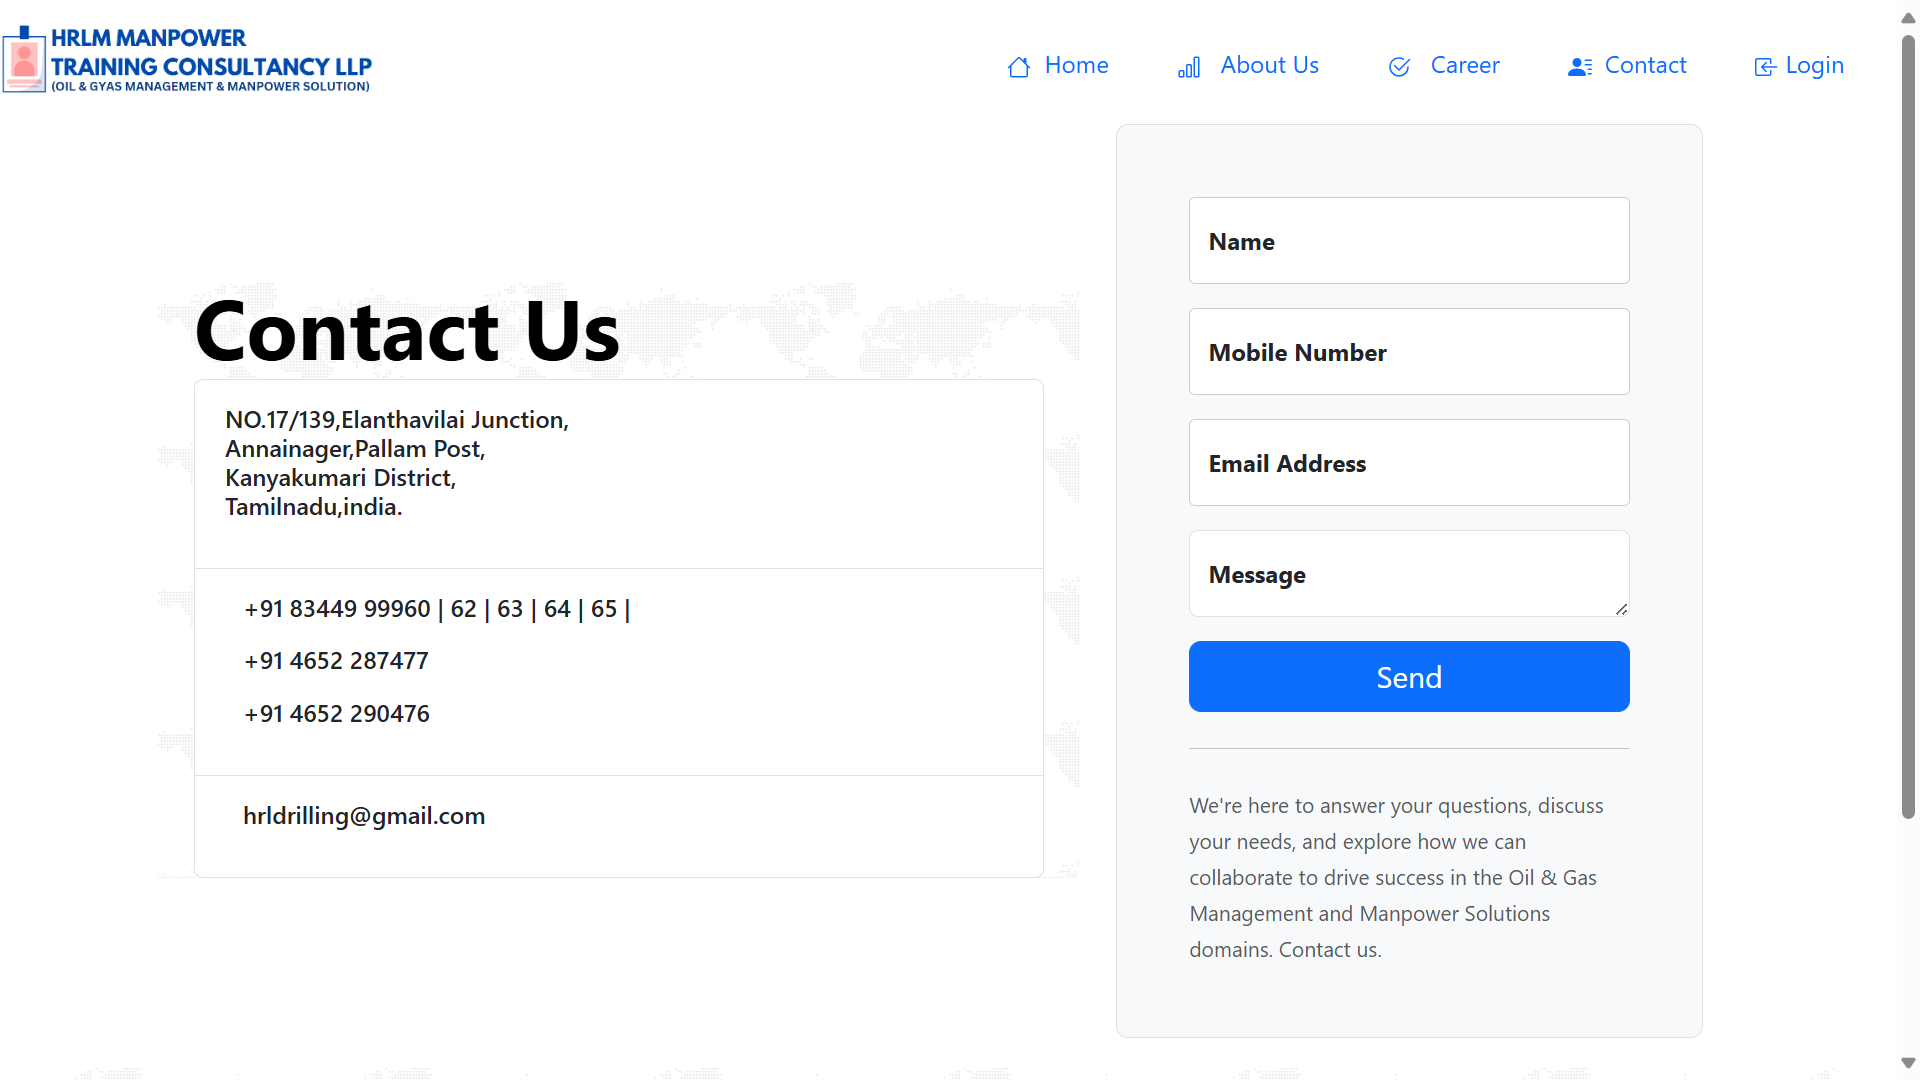 HRLM MANPOWER
TRAINING CONSULTANCY LLP
(OIL & GYAS MANAGEMENT & MANPOWER SOLUTION)
Home
About Us
Career
Contact
Login
Contact Us
NO.17/139,Elanthavilai Junction,
Annainager,Pallam Post,
Kanyakumari District,
Tamilnadu,india.
+91 83449 99960 | 62 | 63 | 64 | 65 |
+91 4652 287477
+91 4652 290476
hrldrilling@gmail.com
Name
Mobile Number
Email Address
Message
Send
We're here to answer your questions, discuss
your needs, and explore how we can
collaborate to drive success in the Oil & Gas
Management and Manpower Solutions
domains. Contact us.